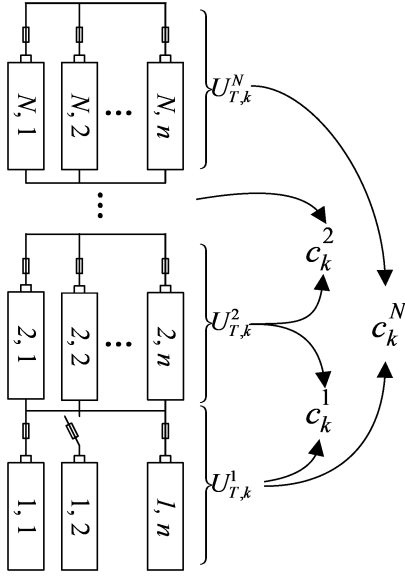 N, 1 N, 2 ... N, n U_{T,k}^{N}
...
c_k^2
2, 1 2, 2 ... 2, n U_{T,k}^{2}
c_k^N
c_k^1
1, 1 1, 2 1, n U_{T,k}^{1}